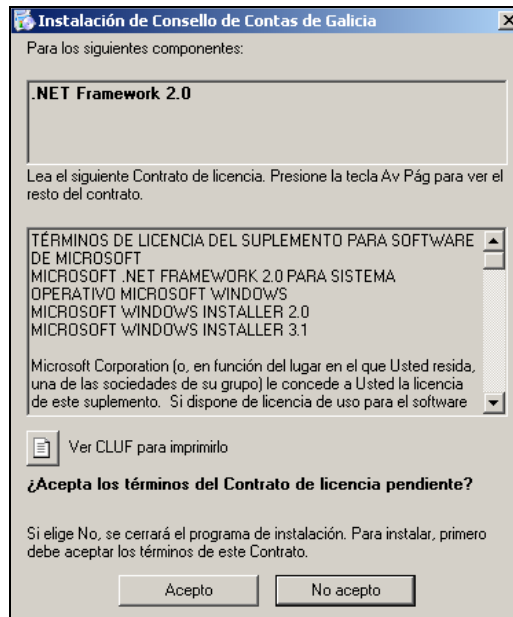 Instalación de Consello de Contas de Galicia
Para los siguientes componentes:
.NET Framework 2.0
Lea el siguiente Contrato de licencia. Presione la tecla Av Pág para ver el
resto del contrato.
TÉRMINOS DE LICENCIA DEL SUPLEMENTO PARA SOFTWARE
DE MICROSOFT
MICROSOFT .NET FRAMEWORK 2.0 PARA SISTEMA
OPERATIVO MICROSOFT WINDOWS
MICROSOFT WINDOWS INSTALLER 2.0
MICROSOFT WINDOWS INSTALLER 3.1
Microsoft Corporation (o, en función del lugar en el que Usted resida,
una de las sociedades de su grupo) le concede a Usted la licencia
de este suplemento.  Si dispone de licencia de uso para el software
Ver CLUF para imprimirlo
¿Acepta los términos del Contrato de licencia pendiente?
Si elige No, se cerrará el programa de instalación. Para instalar, primero
debe aceptar los términos de este Contrato.
Acepto
No acepto